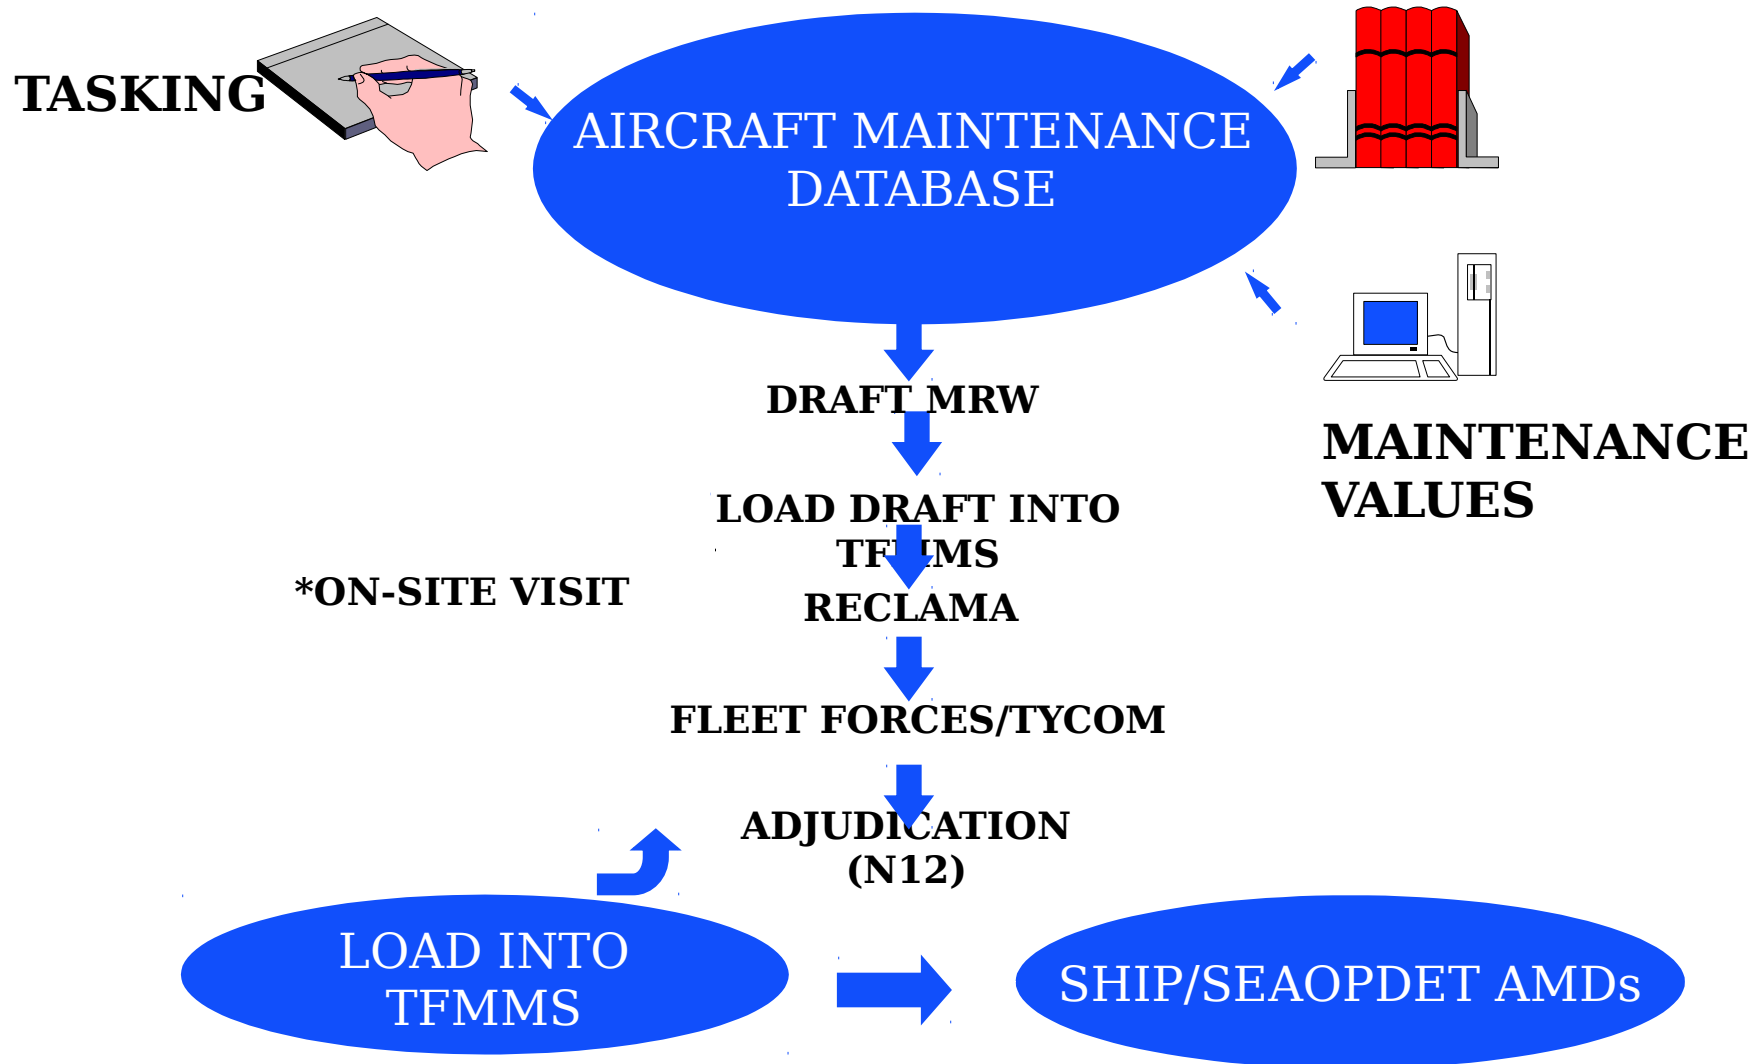 TASKING
AIRCRAFT MAINTENANCE
DATABASE
DRAFT MRW
MAINTENANCE
VALUES
LOAD DRAFT INTO
TFMMS
*ON-SITE VISIT
RECLAMA
FLEET FORCES/TYCOM
ADJUDICATION
(N12)
LOAD INTO
TFMMS
SHIP/SEAOPDET AMDs